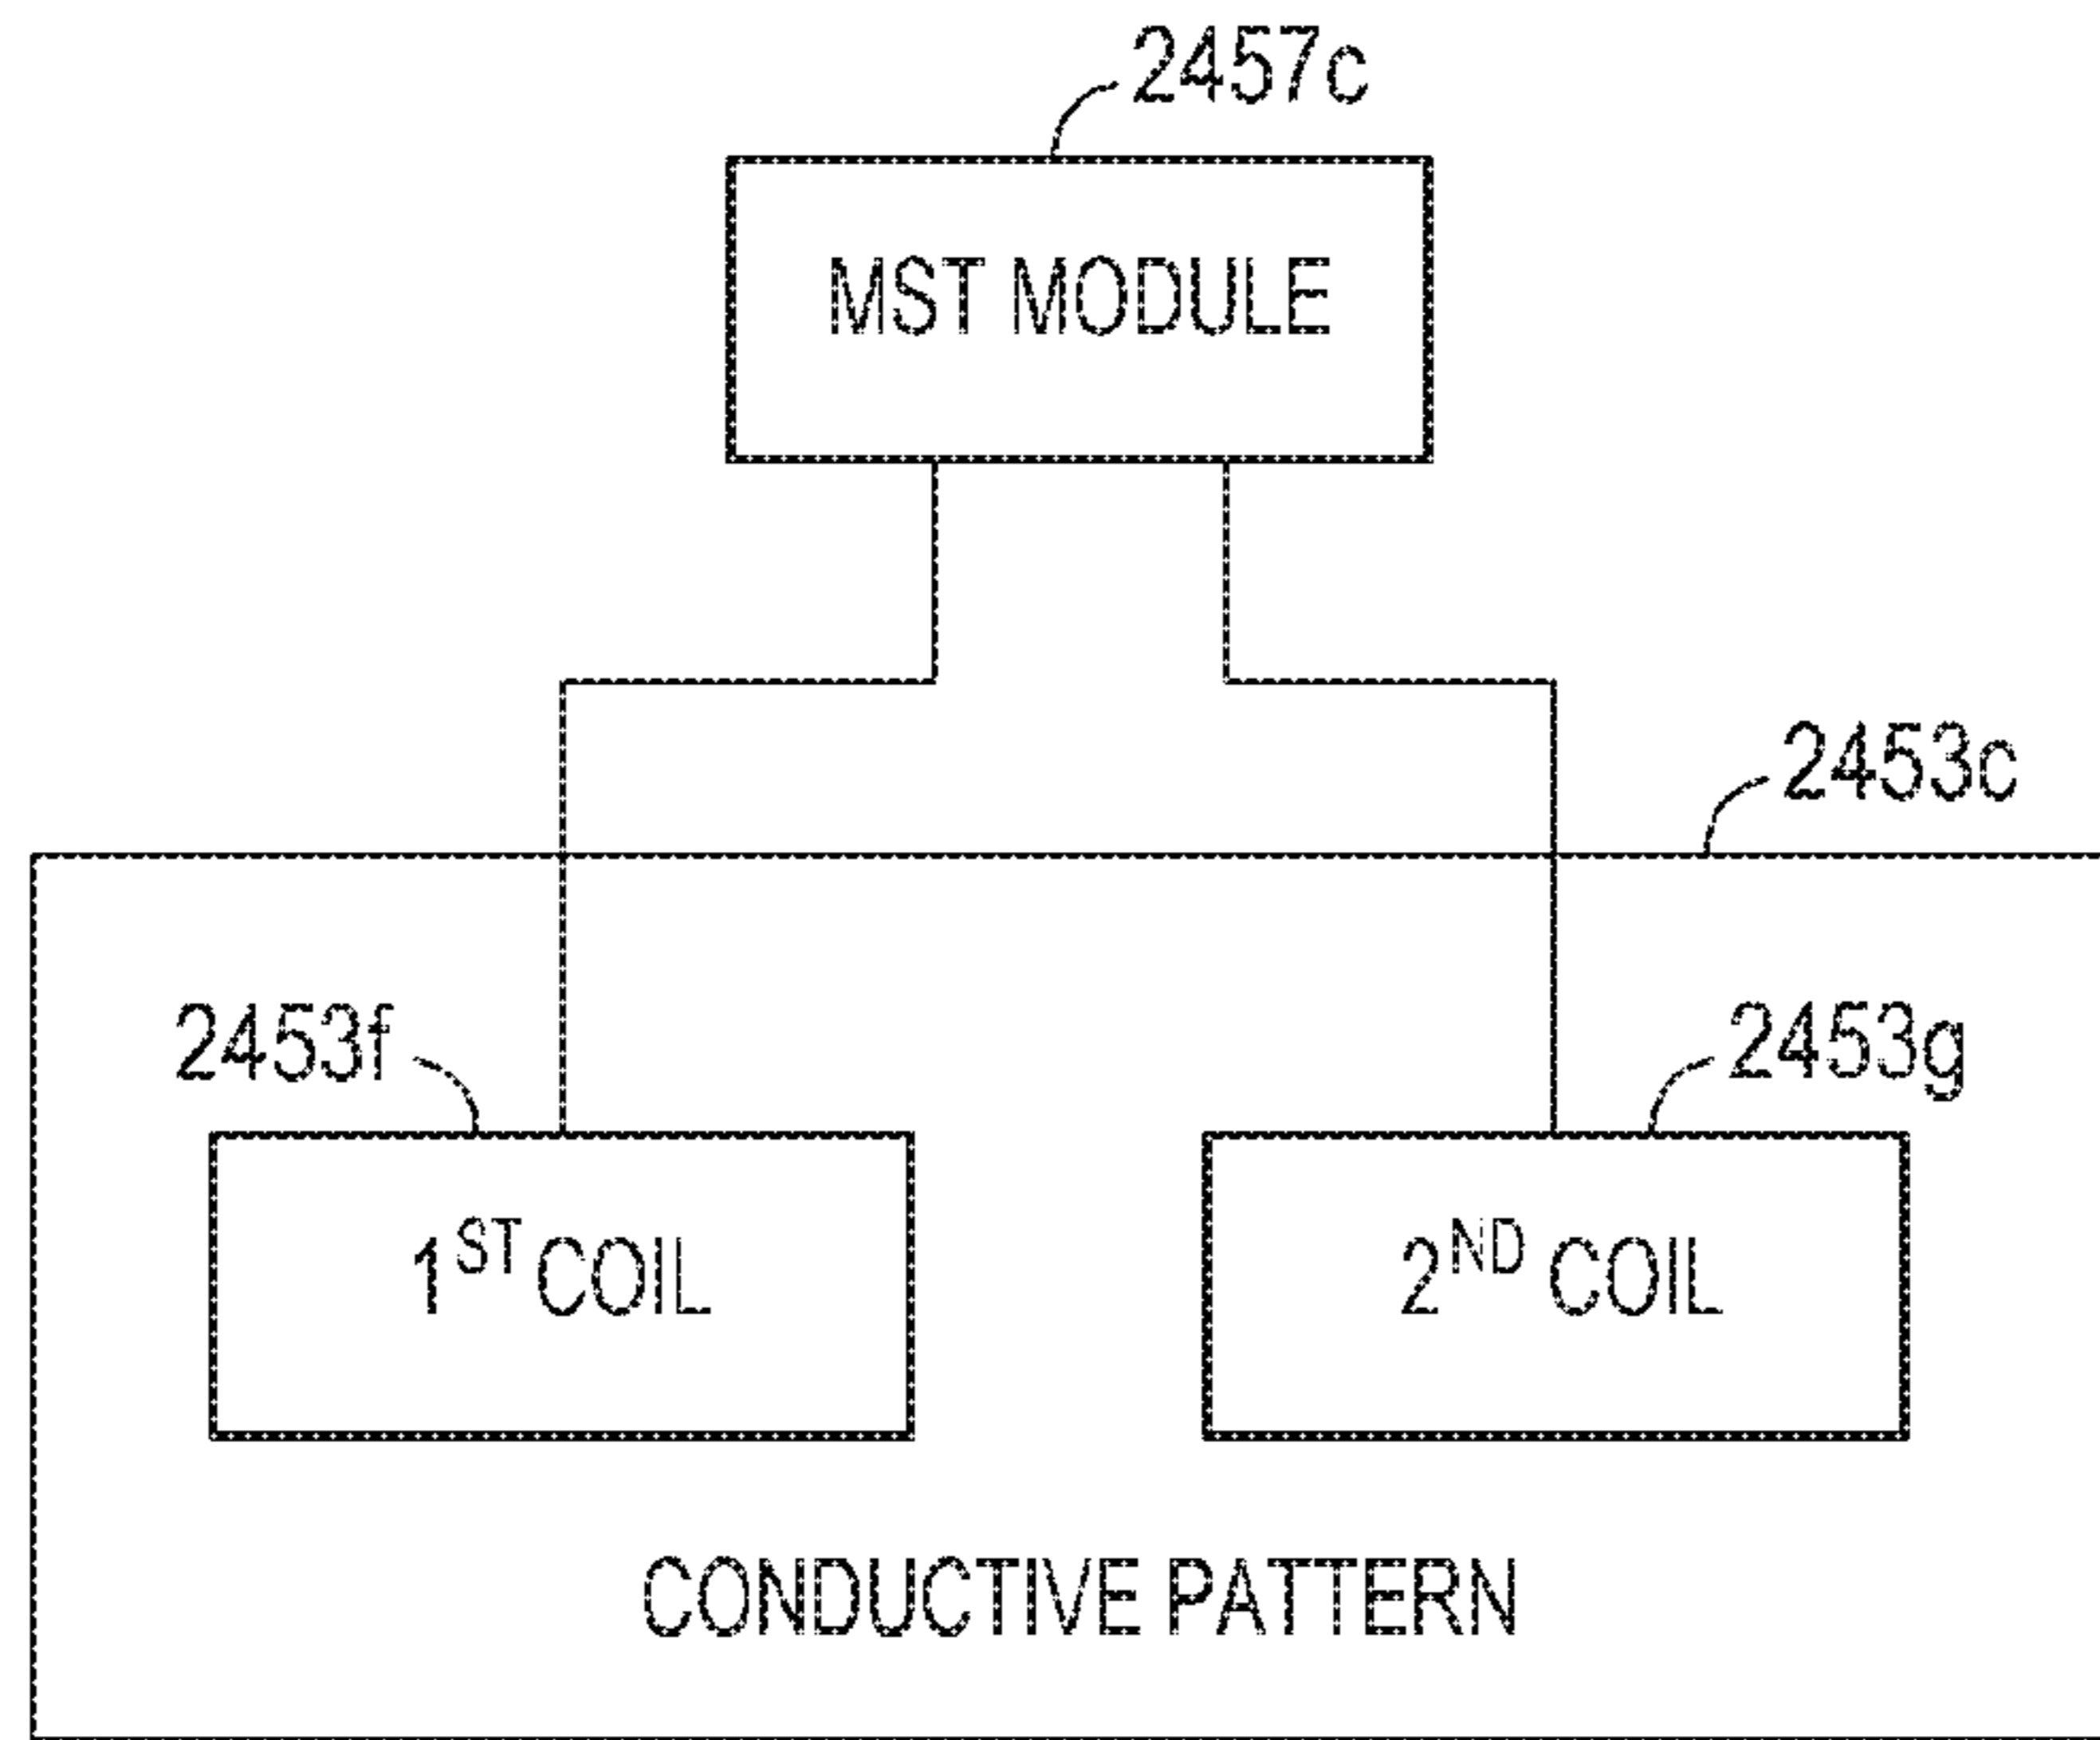 2457c
MST MODULE
2453c
2453f
2453g
1ST COIL
2ND COIL
CONDUCTIVE PATTERN